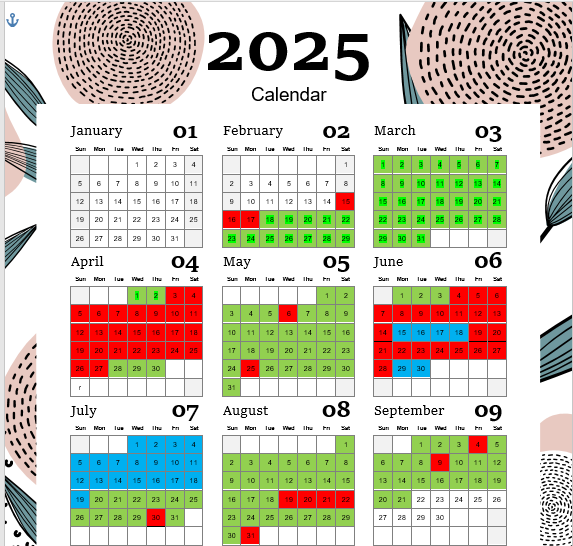 2025
Calendar
January 01
Sun Mon Tue Wed Thu Fri Sat
1 2 3 4
5 6 7 8 9 10 11
12 13 14 15 16 17 18
19 20 21 22 23 24 25
26 27 28 29 30 31
February 02
Sun Mon Tue Wed Thu Fri Sat
1
2 3 4 5 6 7 8
9 10 11 12 13 14 15
16 17 18 19 20 21 22
23 24 25 26 27 28 29
March 03
Sun Mon Tue Wed Thu Fri Sat
1 2 3 4 5 6 7
8 9 10 11 12 13 14
15 16 17 18 19 20 21
22 23 24 25 26 27 28
29 30 31
April 04
Sun Mon Tue Wed Thu Fri Sat
1 2 3 4
5 6 7 8 9 10 11
12 13 14 15 16 17 18
19 20 21 22 23 24 25
26 27 28 29 30
r
May 05
Sun Mon Tue Wed Thu Fri Sat
1 2
3 4 5 6 7 8 9
10 11 12 13 14 15 16
17 18 19 20 21 22 23
24 25 26 27 28 29 30
31
June 06
Sun Mon Tue Wed Thu Fri Sat
1 2 3 4 5 6
7 8 9 10 11 12 13
14 15 16 17 18 19 20
21 22 23 24 25 26 27
28 29 30
July 07
Sun Mon Tue Wed Thu Fri Sat
1 2 3 4
5 6 7 8 9 10 11
12 13 14 15 16 17 18
19 20 21 22 23 24 25
26 27 28 29 30 31
August 08
Sun Mon Tue Wed Thu Fri Sat
1
2 3 4 5 6 7 8
9 10 11 12 13 14 15
16 17 18 19 20 21 22
23 24 25 26 27 28 29
30 31
September 09
Sun Mon Tue Wed Thu Fri Sat
1 2 3 4 5
6 7 8 9 10 11 12
13 14 15 16 17 18 19
20 21 22 23 24 25 26
27 28 29 30